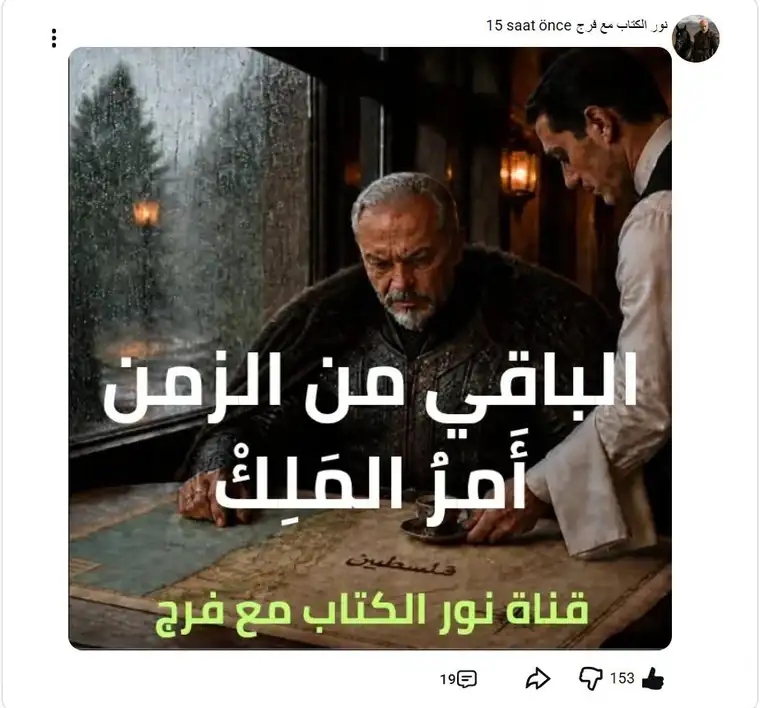 نور الكتاب مع فرج 15 saat önce
الباقي من الزمن
أَمرُ المَلِكْ
فلسطين
قناة نور الكتاب مع فرج
153
19